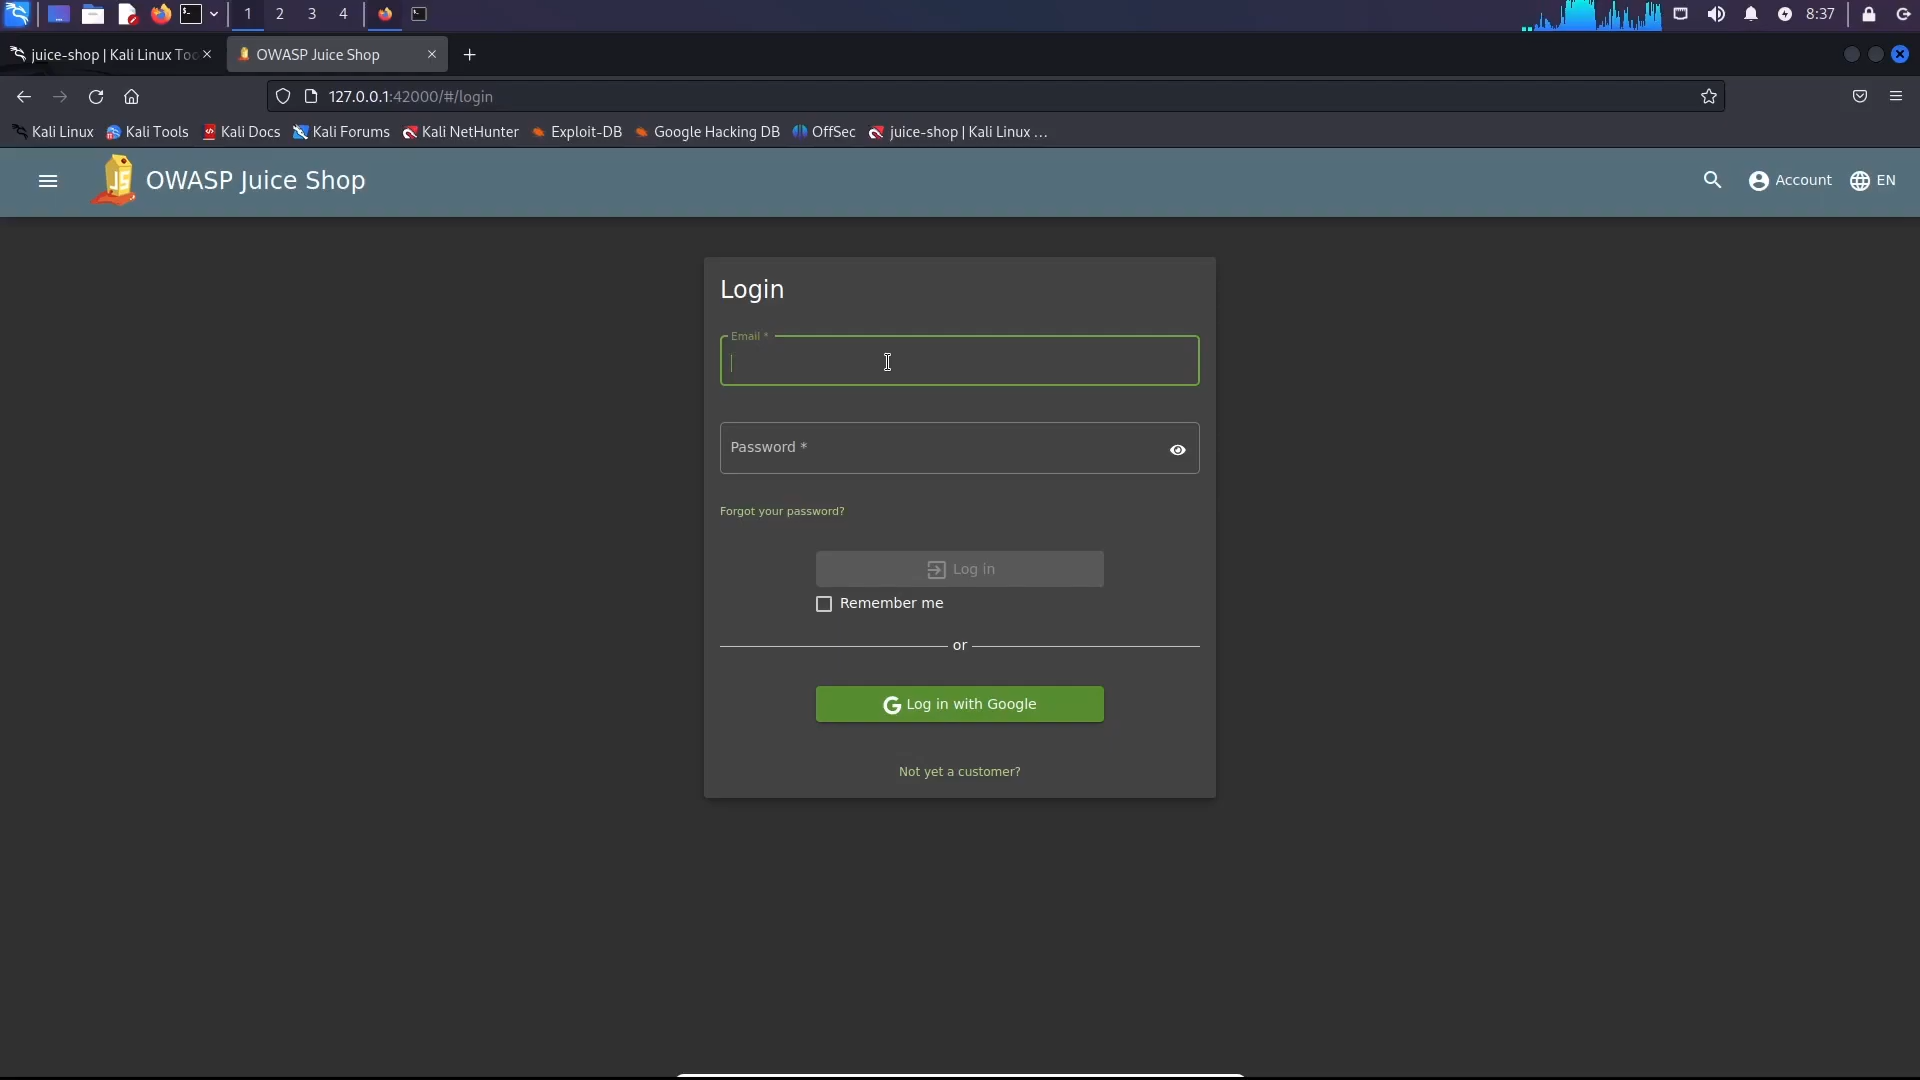 1 2 3 4 8:37
juice-shop | Kali Linux Too OWASP Juice Shop
127.0.0.1:42000/#/login
Kali Linux Kali Tools Kali Docs Kali Forums Kali NetHunter Exploit-DB Google Hacking DB OffSec juice-shop | Kali Linux …
JS OWASP Juice Shop Account EN
Login
Email *
Password *
Forgot your password?
Log in
Remember me
or
G Log in with Google
Not yet a customer?